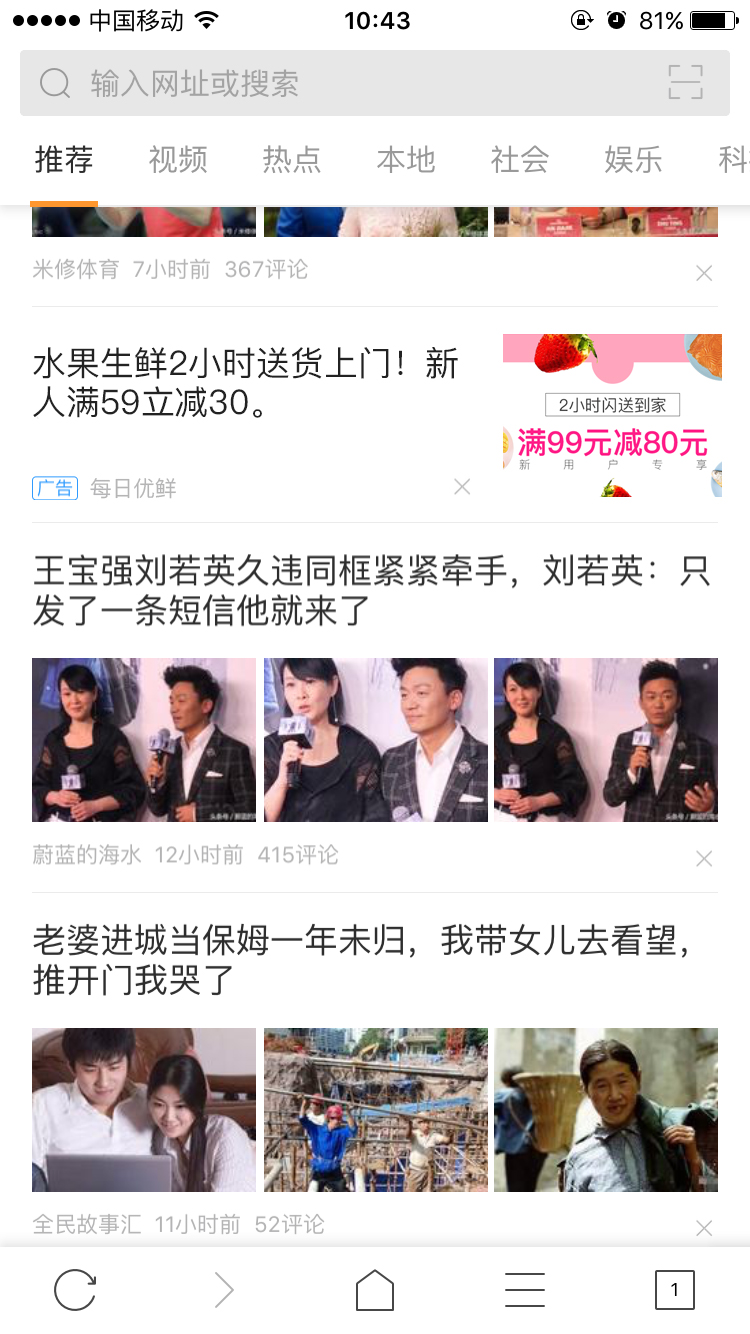 中国移动
10:43
81%
输入网址或搜索
推荐 视频 热点 本地 社会 娱乐 科
米修体育 7小时前 367评论
水果生鲜2小时送货上门！新
人满59立减30。
广告 每日优鲜
2小时闪送到家
满99元减80元
新用户专享
王宝强刘若英久违同框紧紧牵手，刘若英：只
发了一条短信他就来了
蔚蓝的海水 12小时前 415评论
老婆进城当保姆一年未归，我带女儿去看望，
推开门我哭了
全民故事汇 11小时前 52评论
1